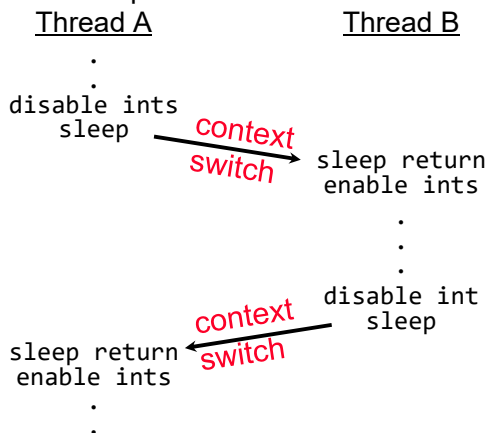 Thread A
Thread B
.
.
disable ints
sleep
context
switch
sleep return
enable ints
.
.
.
disable int
sleep
context
switch
sleep return
enable ints
.
.